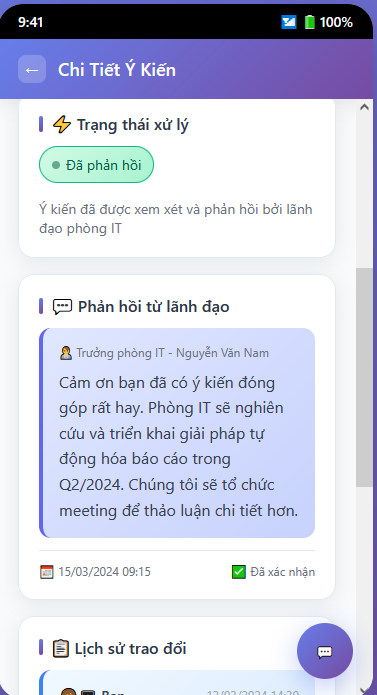 9:41 100%
← Chi Tiết Ý Kiến
Trạng thái xử lý
Đã phản hồi
Ý kiến đã được xem xét và phản hồi bởi lãnh
đạo phòng IT
Phản hồi từ lãnh đạo
Trưởng phòng IT - Nguyễn Văn Nam
Cảm ơn bạn đã có ý kiến đóng
góp rất hay. Phòng IT sẽ nghiên
cứu và triển khai giải pháp tự
động hóa báo cáo trong
Q2/2024. Chúng tôi sẽ tổ chức
meeting để thảo luận chi tiết hơn.
15/03/2024 09:15 Đã xác nhận
Lịch sử trao đổi
Bạn 12/03/2024 14:30